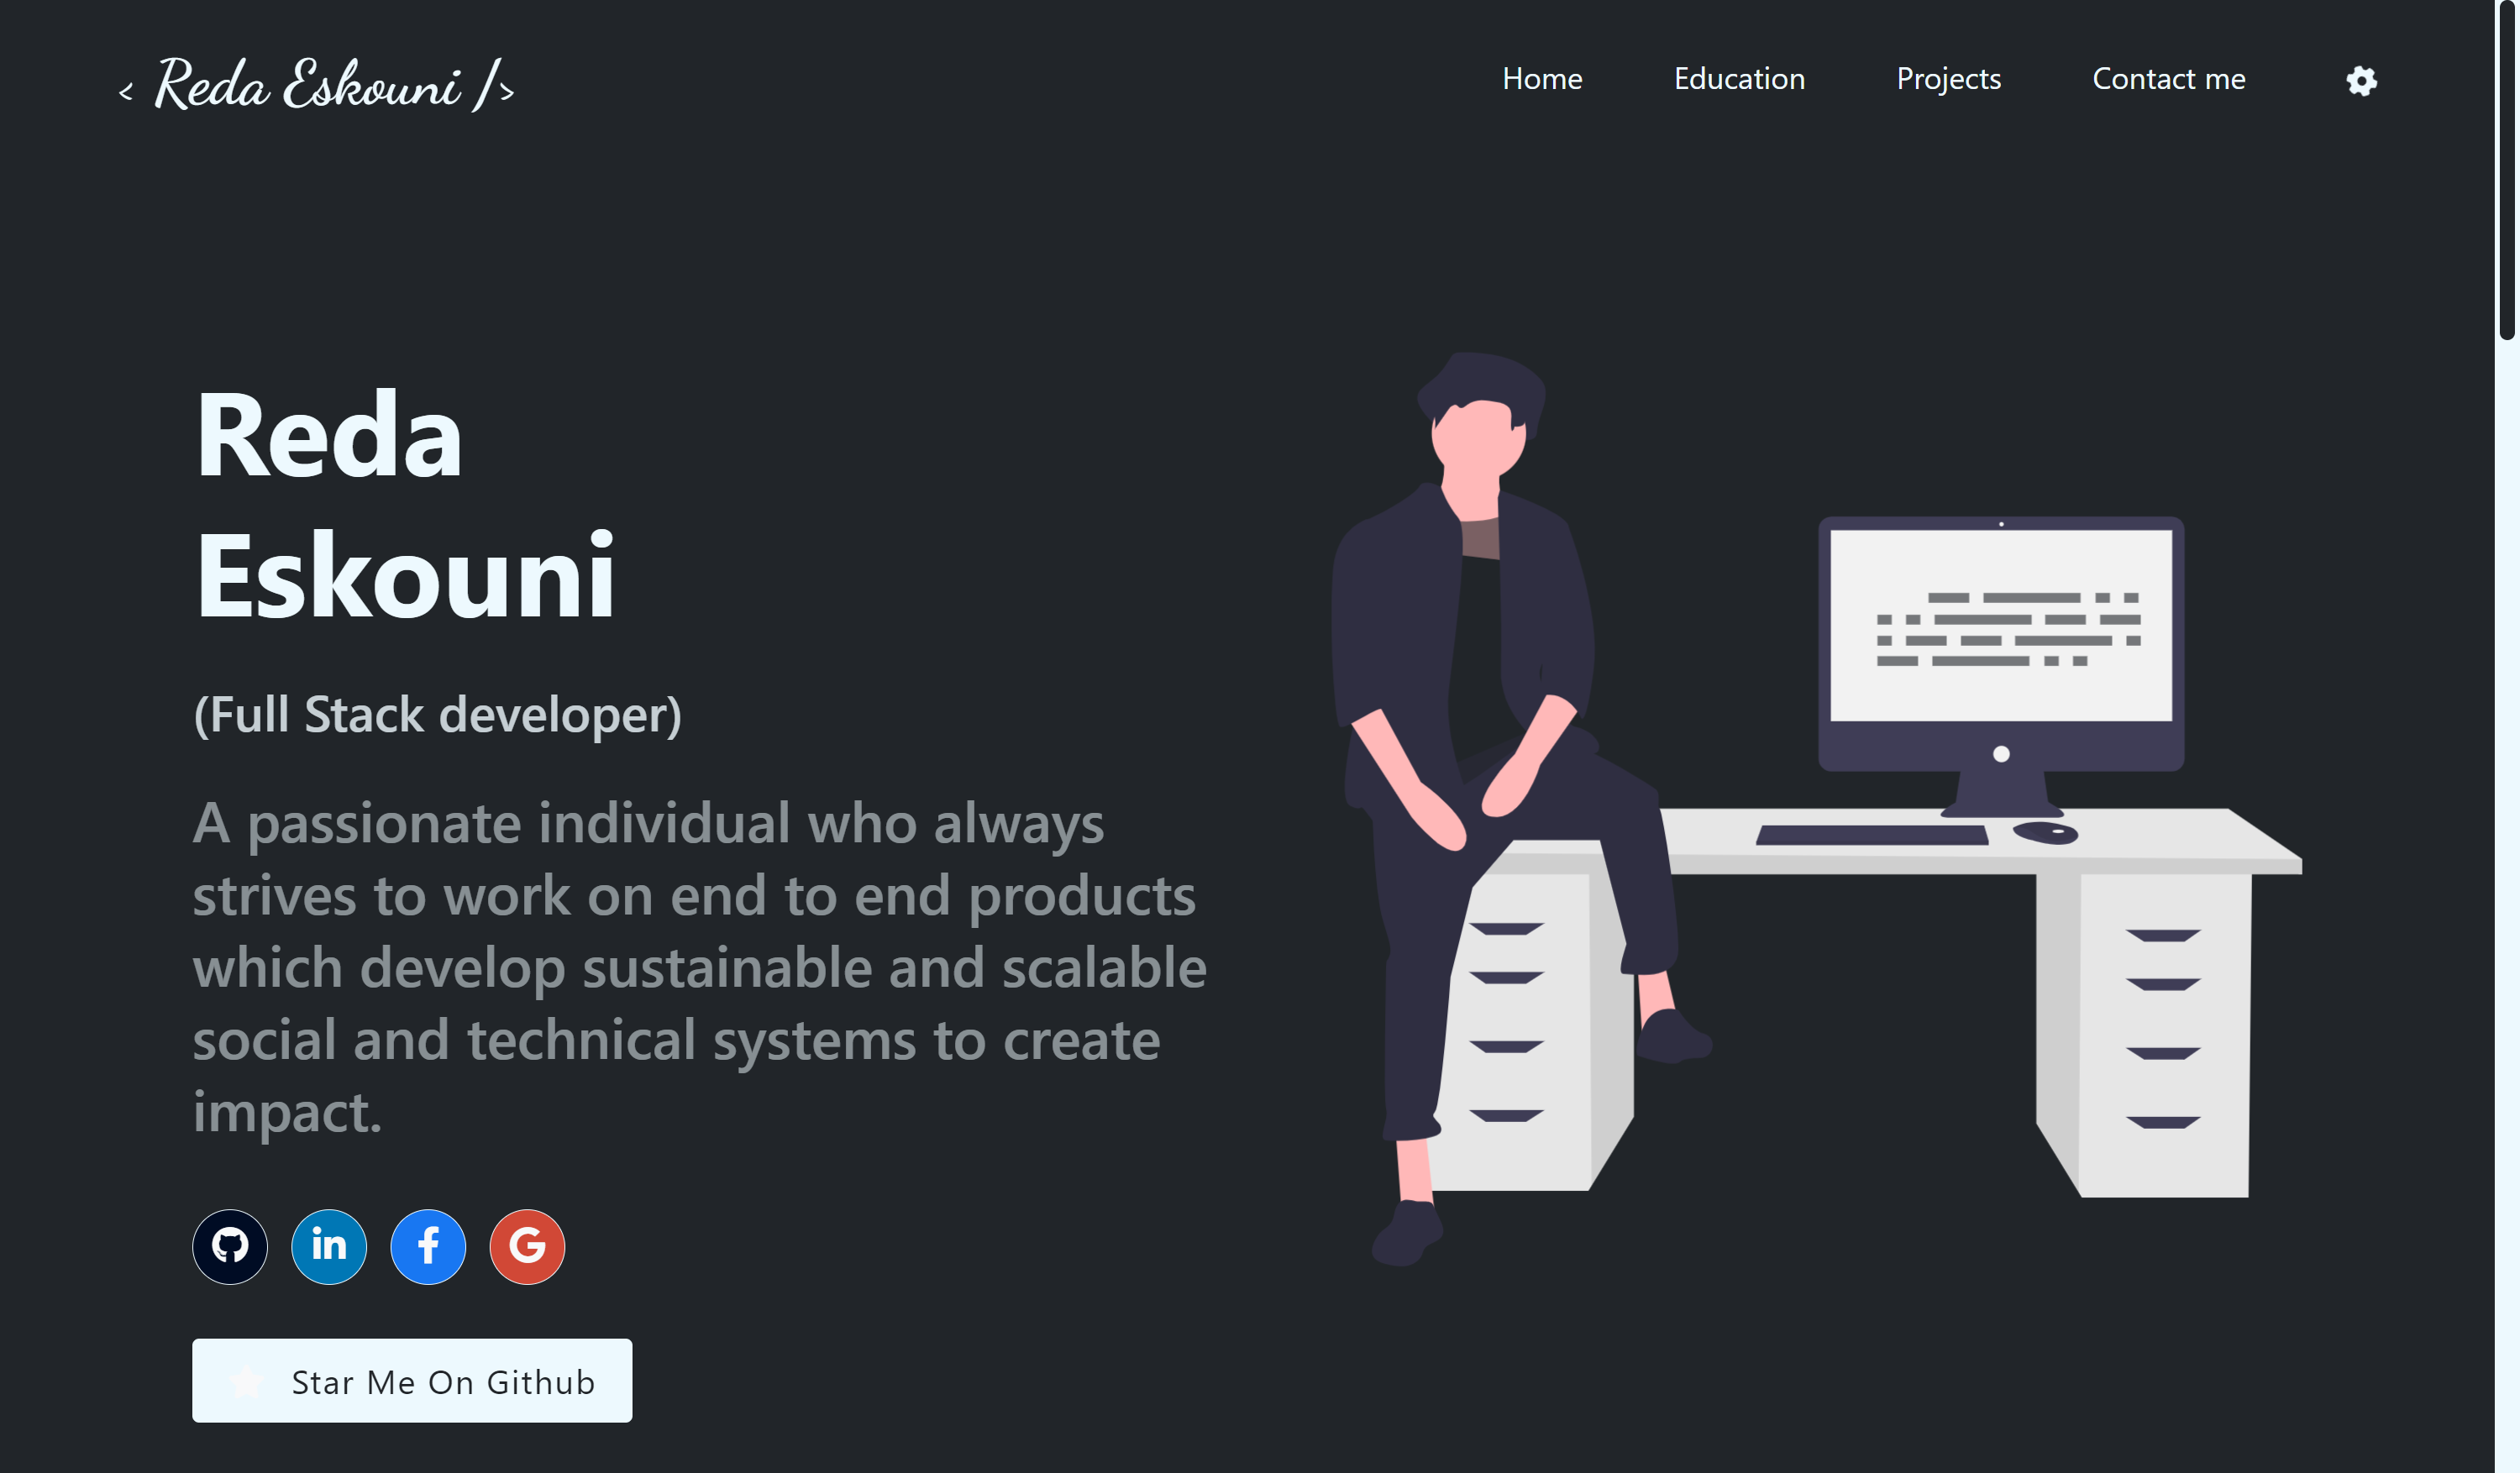 < Reda Eskouni />
Home Education Projects Contact me
Reda
Eskouni
(Full Stack developer)
A passionate individual who always
strives to work on end to end products
which develop sustainable and scalable
social and technical systems to create
impact.
in f G
Star Me On Github